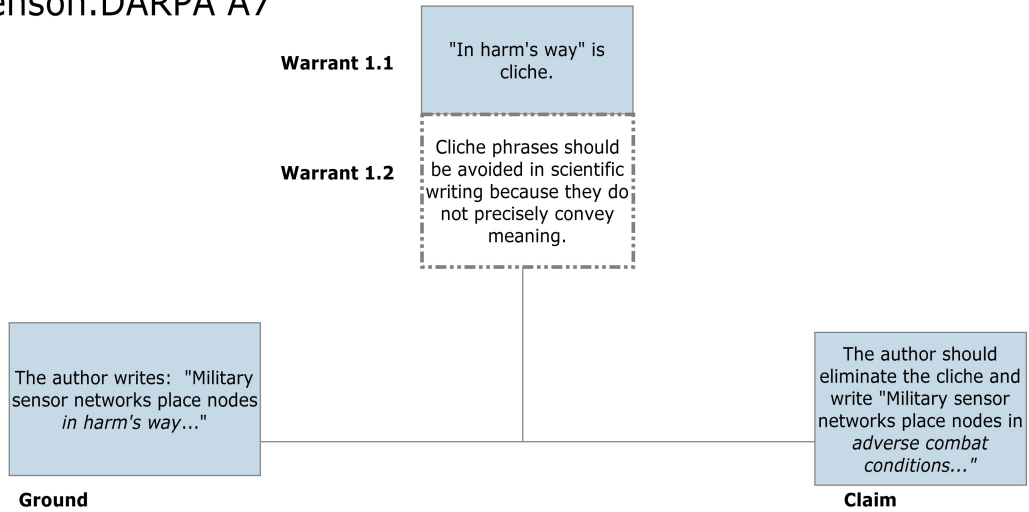 enson.DARPA A7
Warrant 1.1
"In harm's way" is
cliche.
Warrant 1.2
Cliche phrases should
be avoided in scientific
writing because they do
not precisely convey
meaning.
The author writes:  "Military
sensor networks place nodes
in harm's way..."
Ground
The author should
eliminate the cliche and
write "Military sensor
networks place nodes in
adverse combat
conditions..."
Claim